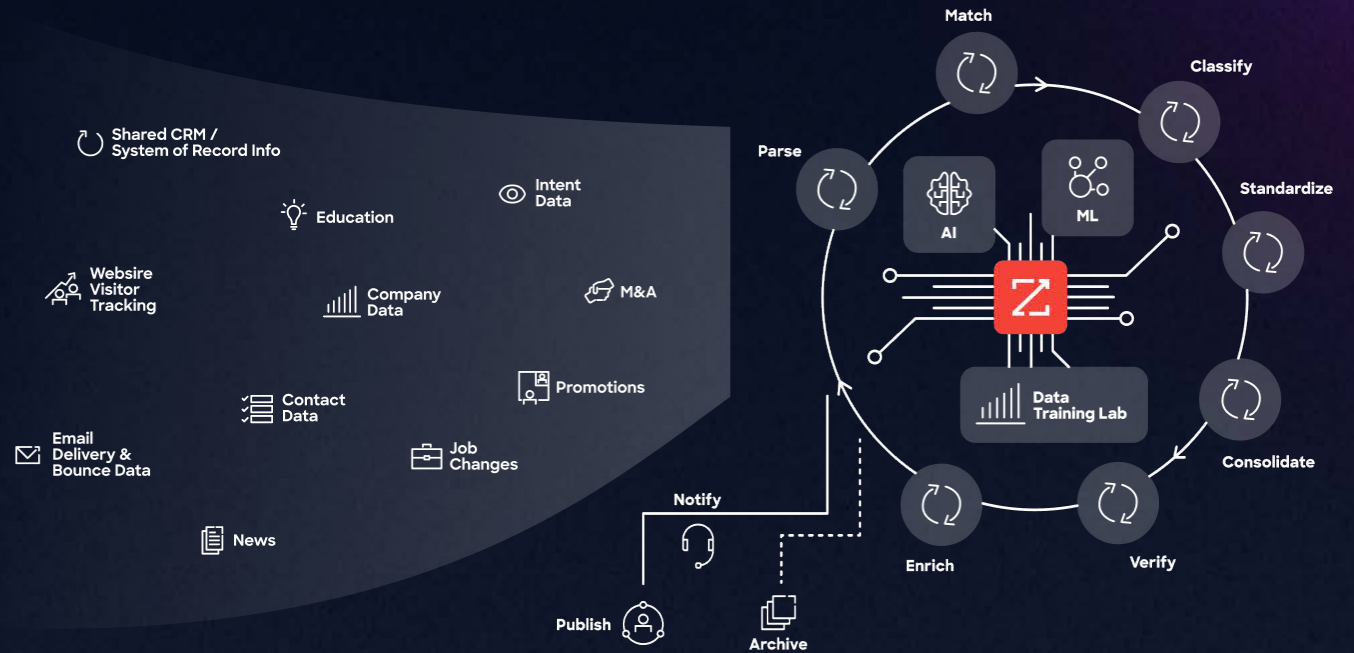 Match
Classify
Shared CRM /
System of Record Info
Parse
Intent
Data
Standardize
Education
AI
ML
Websire
Visitor
Tracking
Company
Data
M&A
Promotions
Contact
Data
Data
Training Lab
Email
Delivery &
Bounce Data
Job
Changes
Consolidate
Notify
News
Enrich
Verify
Publish
Archive